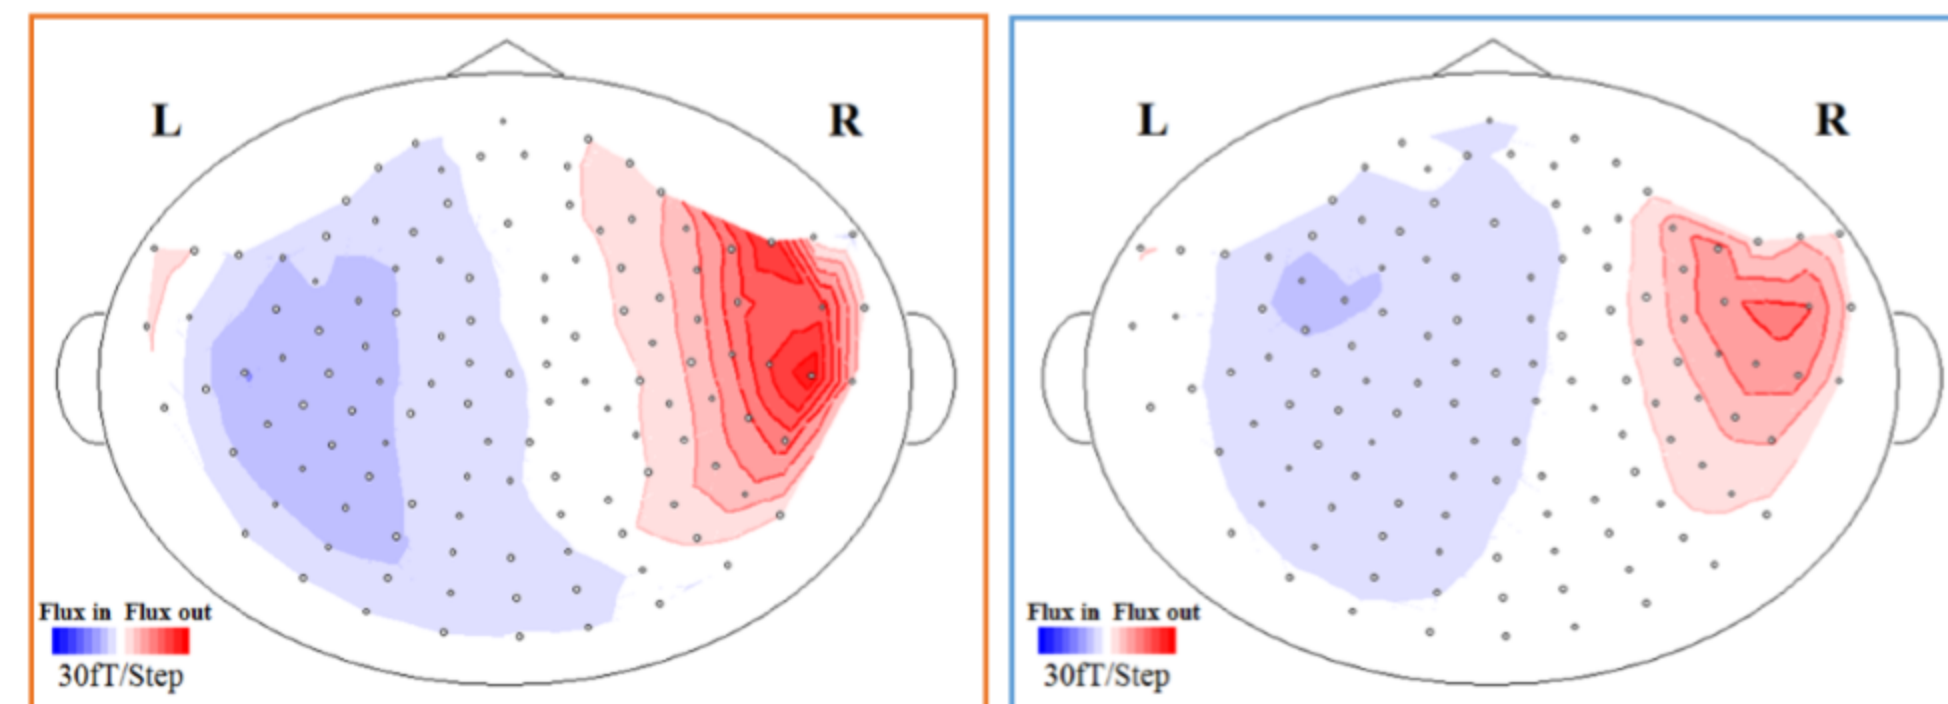 L
R
Flux in Flux out
30fT/Step
L
R
Flux in Flux out
30fT/Step